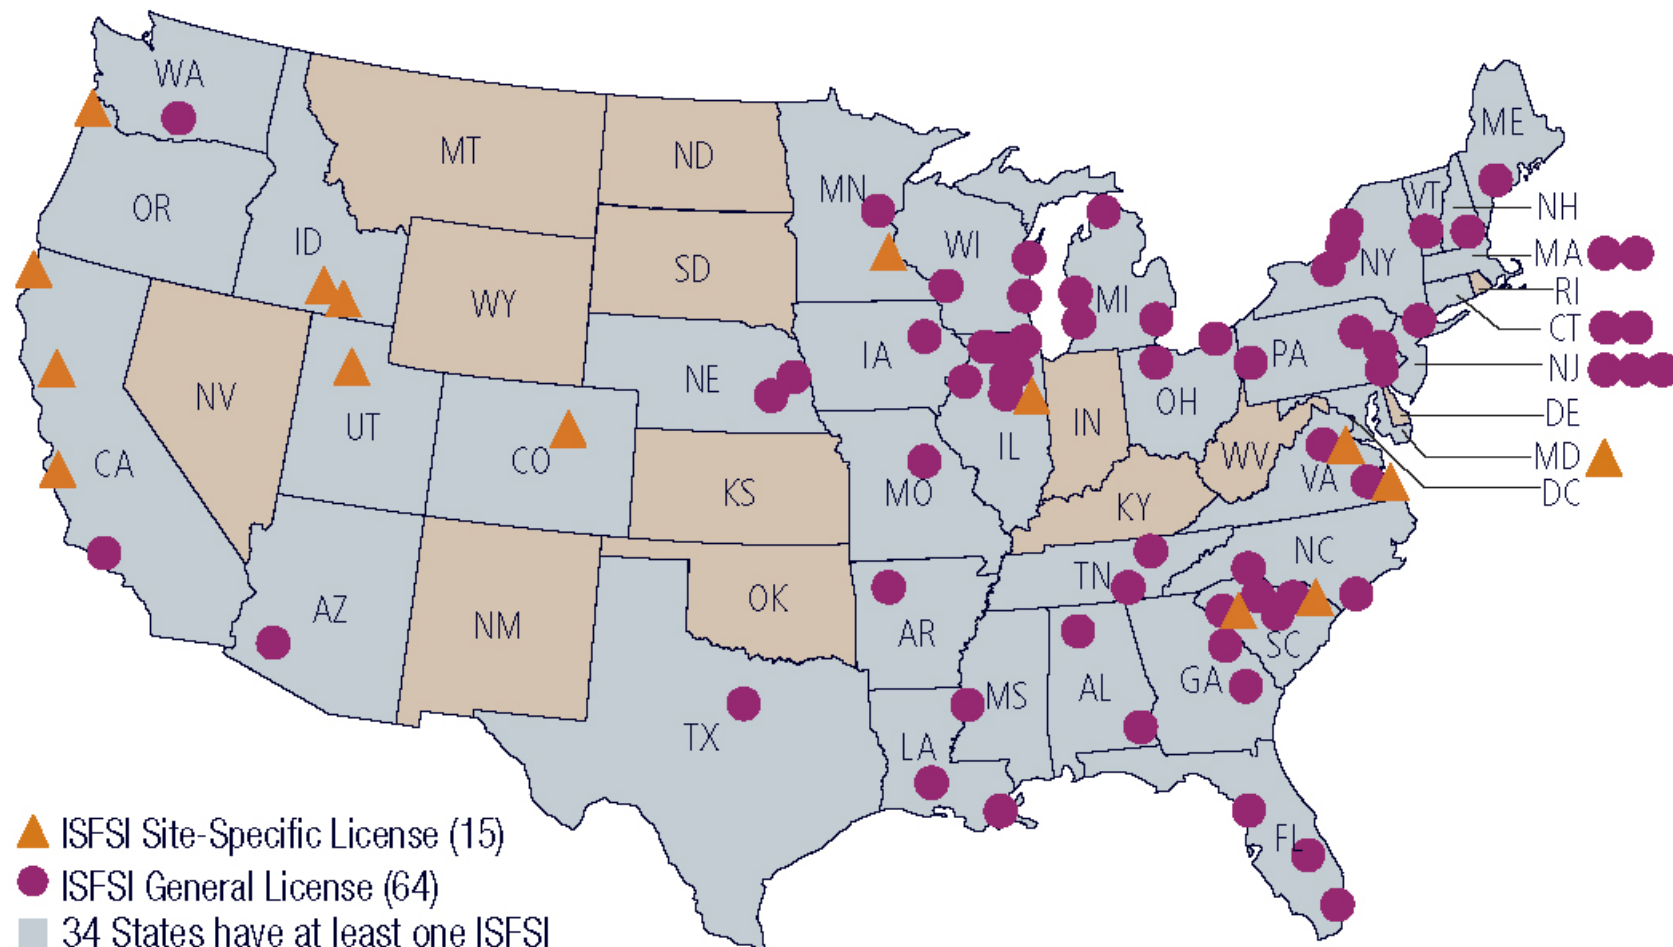 WA
ME
MT
ND
VT
MN
OR
NH
ID
WI
MA
NY
SD
RI
WY
MI
CT
IA
PA
NJ
NE
NV
OH
DE
UT
IN
IL
CO
CA
WV
MD
VA
KS
MO
DC
KY
NC
TN
OK
AZ
NM
AR
SC
GA
AL
MS
TX
LA
FL
ISFSI Site-Specific License (15)
ISFSI General License (64)
34 States have at least one ISFSI